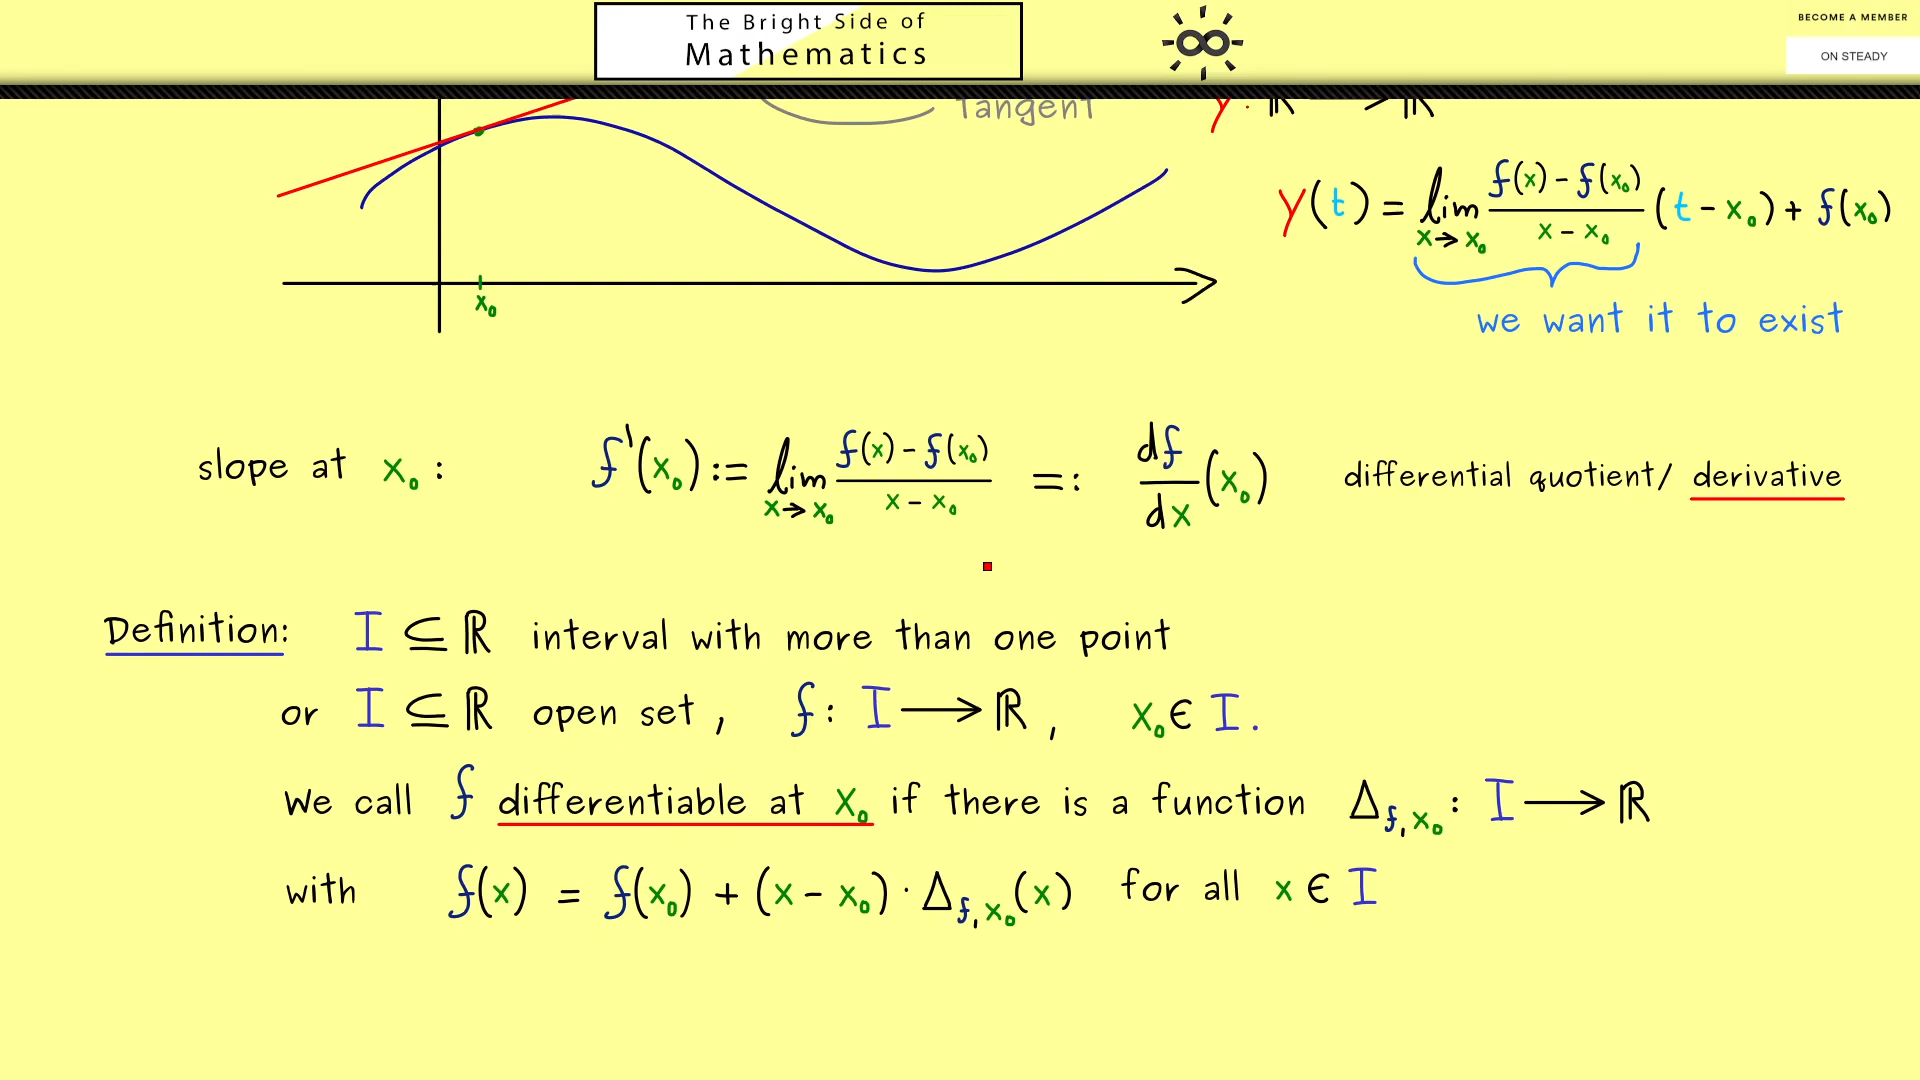 The Bright Side of
Mathematics
BECOME A MEMBER
ON STEADY
Tangent
y: ℝ ⟶ ℝ
y(t) = lim_{x→x₀} (f(x) − f(x₀))/(x − x₀) (t − x₀) + f(x₀)
we want it to exist
x₀
slope at x₀ : f'(x₀) := lim_{x→x₀} (f(x) − f(x₀))/(x − x₀) =: df/dx (x₀) differential quotient/ derivative
Definition: I ⊆ ℝ interval with more than one point
or I ⊆ ℝ open set , f: I ⟶ ℝ , x₀ ∈ I .
We call f differentiable at x₀ if there is a function Δ_{f,x₀} : I ⟶ ℝ
with f(x) = f(x₀) + (x − x₀) · Δ_{f,x₀}(x) for all x ∈ I